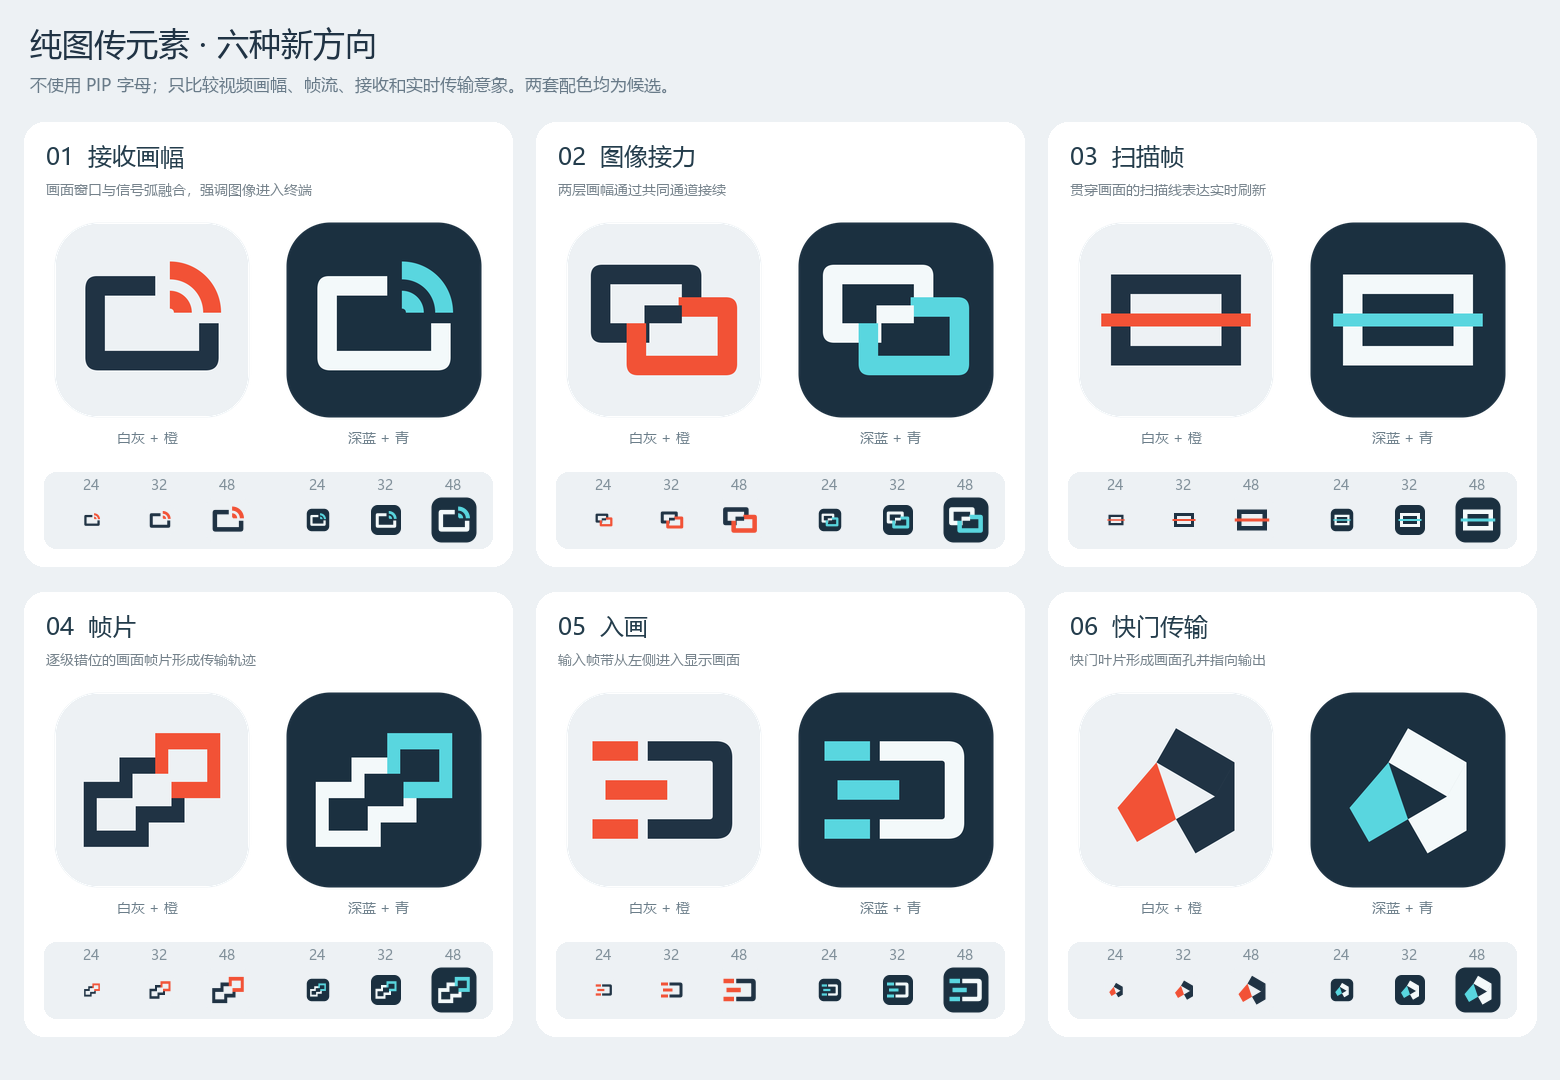 纯图传元素 · 六种新方向
不使用 PIP 字母；只比较视频画幅、帧流、接收和实时传输意象。两套配色均为候选。
01 接收画幅
画面窗口与信号弧融合，强调图像进入终端
白灰 + 橙
深蓝 + 青
24 32 48 24 32 48
02 图像接力
两层画幅通过共同通道接续
白灰 + 橙
深蓝 + 青
24 32 48 24 32 48
03 扫描帧
贯穿画面的扫描线表达实时刷新
白灰 + 橙
深蓝 + 青
24 32 48 24 32 48
04 帧片
逐级错位的画面帧片形成传输轨迹
白灰 + 橙
深蓝 + 青
24 32 48 24 32 48
05 入画
输入帧带从左侧进入显示画面
白灰 + 橙
深蓝 + 青
24 32 48 24 32 48
06 快门传输
快门叶片形成画面孔并指向输出
白灰 + 橙
深蓝 + 青
24 32 48 24 32 48